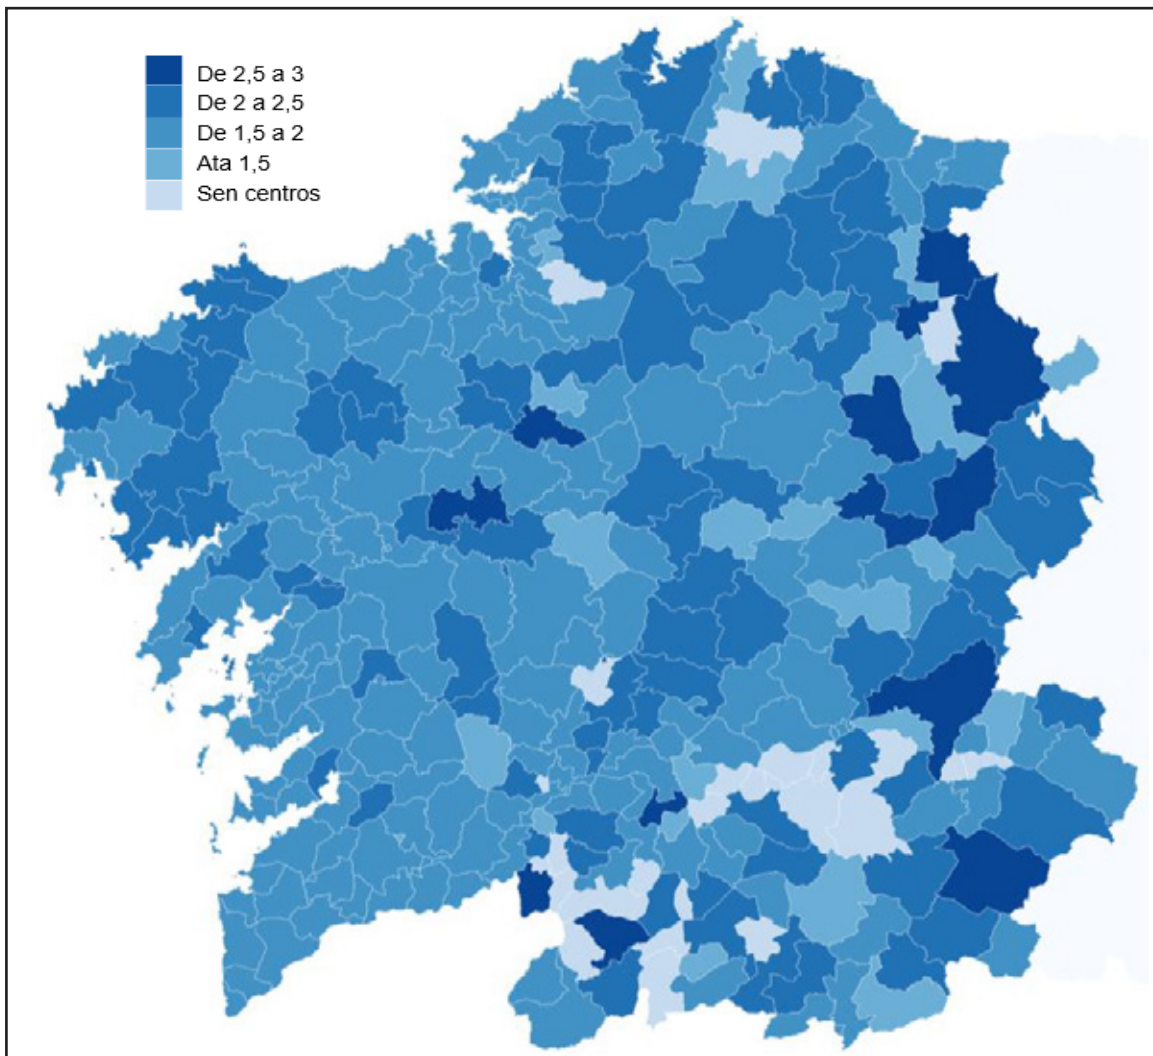 De 2,5 a 3
De 2 a 2,5
De 1,5 a 2
Ata 1,5
Sen centros